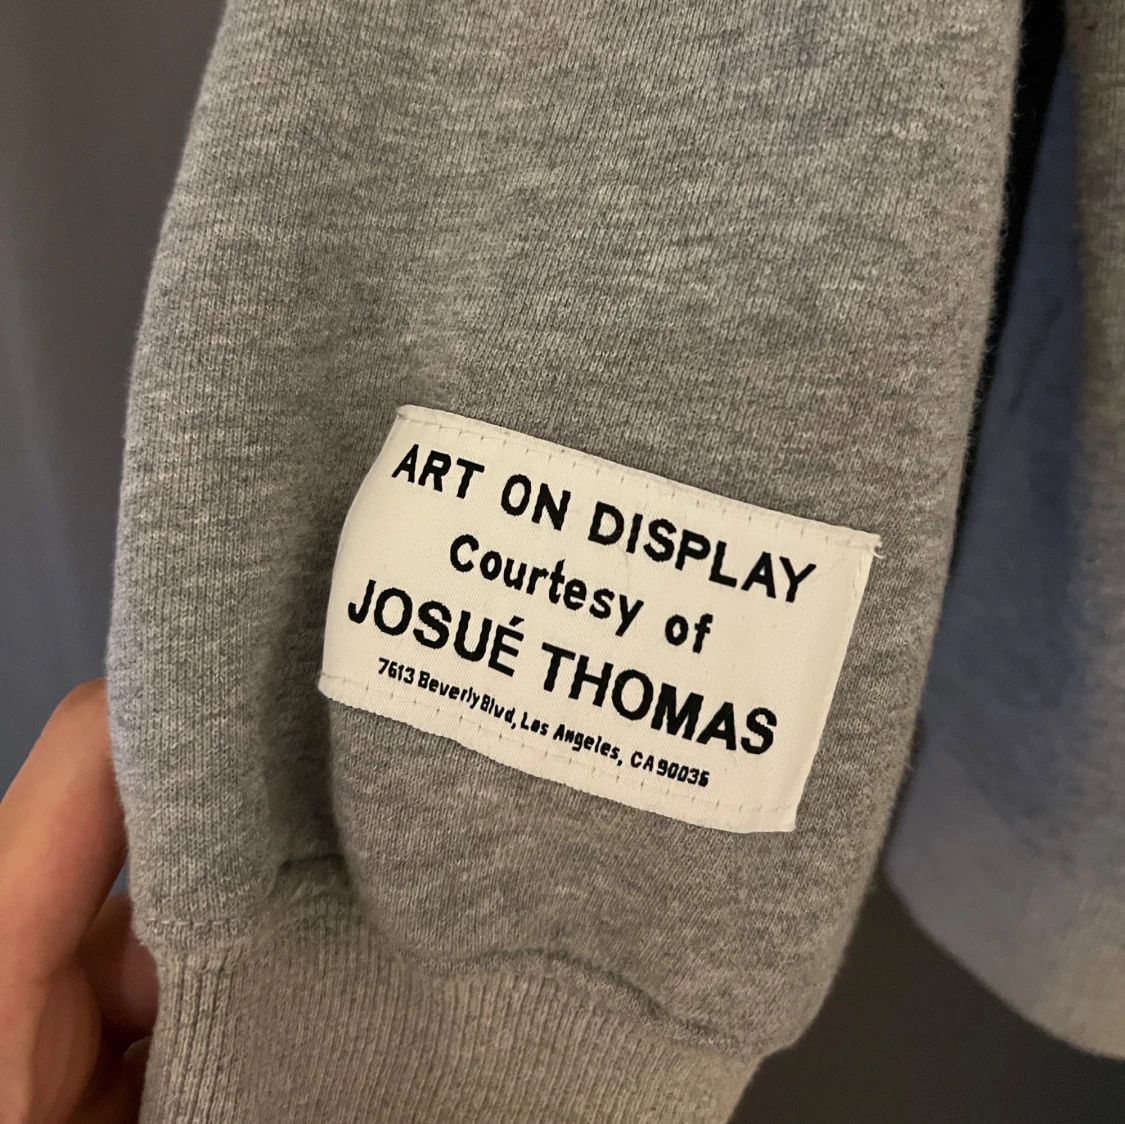 ART ON DISPLAY
Courtesy of
JOSUÉ THOMAS
7613 Beverly Blvd, Los Angeles, CA 90036